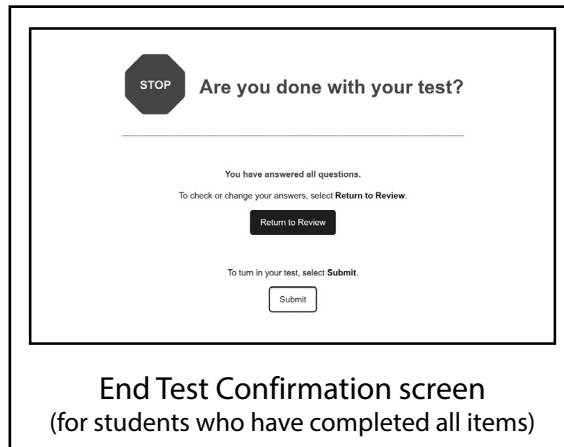 STOP
Are you done with your test?
You have answered all questions.
To check or change your answers, select Return to Review.
Return to Review
To turn in your test, select Submit.
Submit
End Test Confirmation screen
(for students who have completed all items)